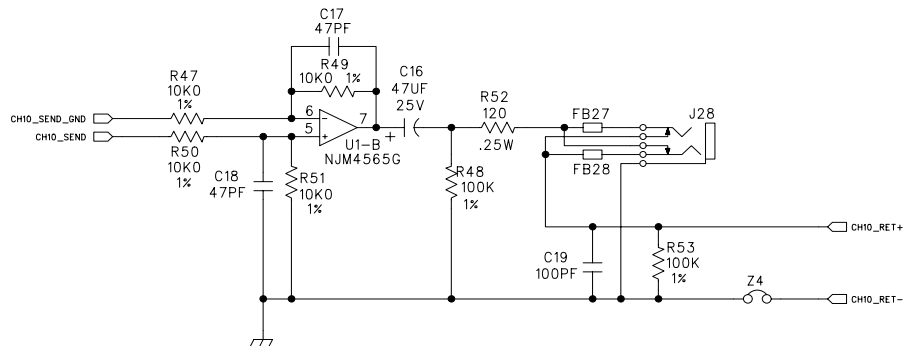 C17
47PF
R49
10K0 1%
R47
10K0
1%
C16
47UF
25V
R52
120
.25W
FB27
J28
CH10_SEND_GND
CH10_SEND
6
5
7
-
+
+
U1-B
NJM4565G
R50
10K0
1%
C18
47PF
R51
10K0
1%
R48
100K
1%
FB28
CH10_RET+
C19
100PF
R53
100K
1%
Z4
CH10_RET-